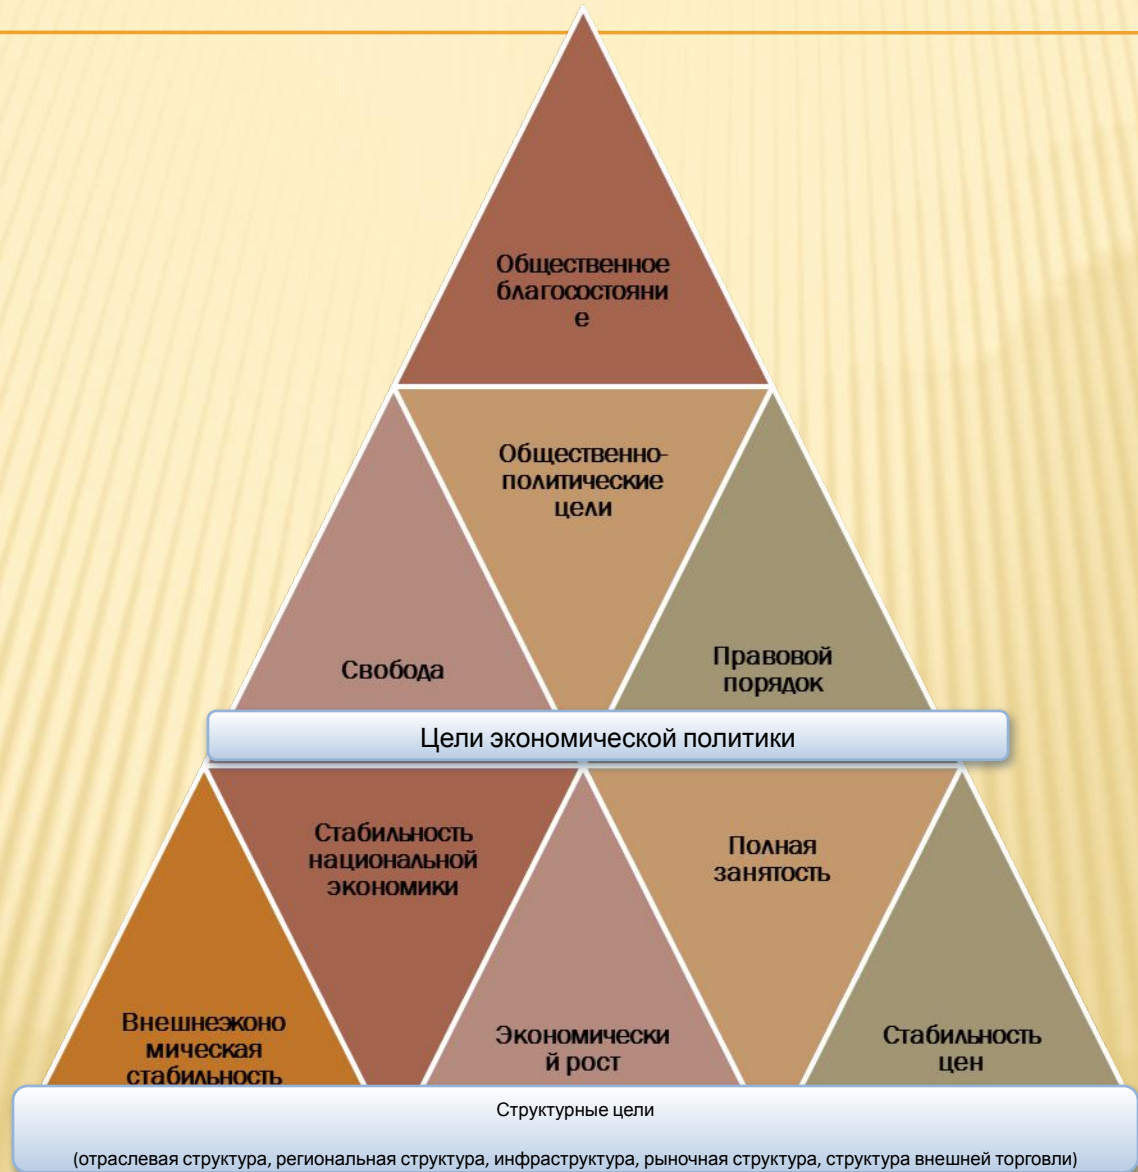 Общественное
благосостояни
е
Общественно-
политические
цели
Свобода
Правовой
порядок
Цели экономической политики
Стабильность
национальной
экономики
Полная
занятость
Внешнеэконо
мическая
стабильность
Экономически
й рост
Стабильность
цен
Структурные цели
(отраслевая структура, региональная структура, инфраструктура, рыночная структура, структура внешней торговли)